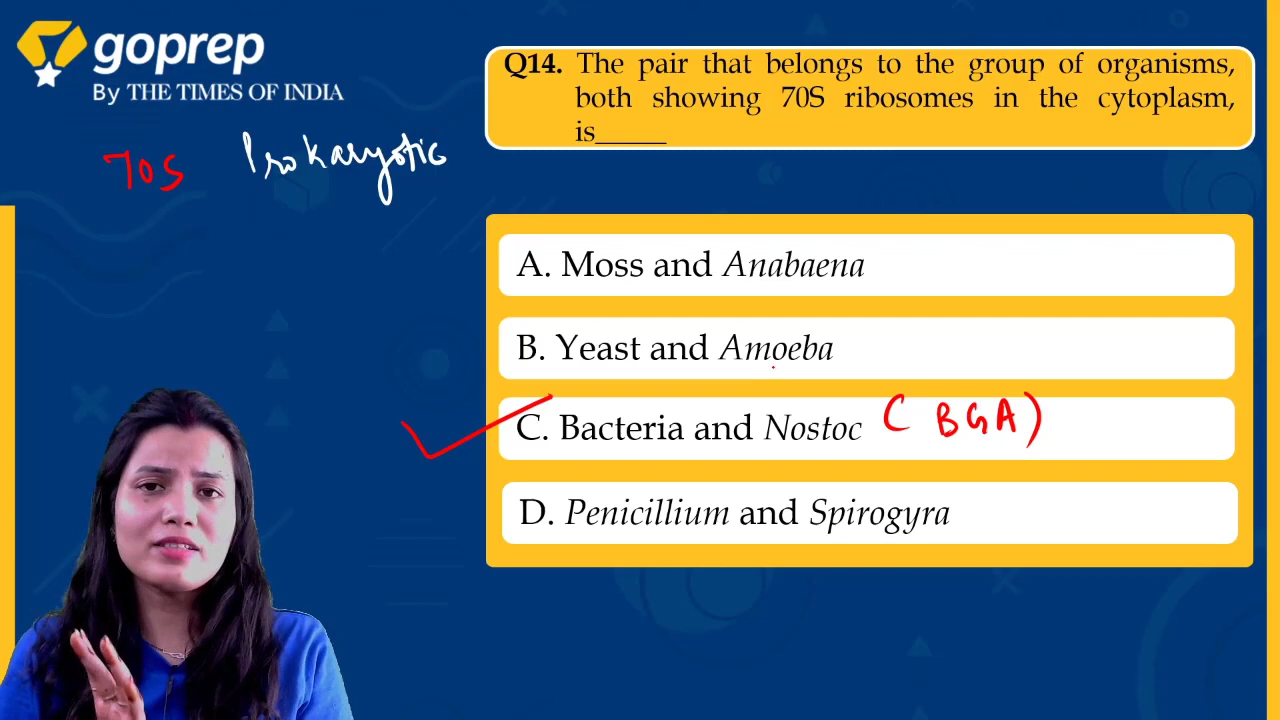 goprep
By THE TIMES OF INDIA
70S Prokaryotic
Q14. The pair that belongs to the group of organisms,
both showing 70S ribosomes in the cytoplasm,
is_____
A. Moss and Anabaena
B. Yeast and Amoeba
C. Bacteria and Nostoc (BGA)
D. Penicillium and Spirogyra